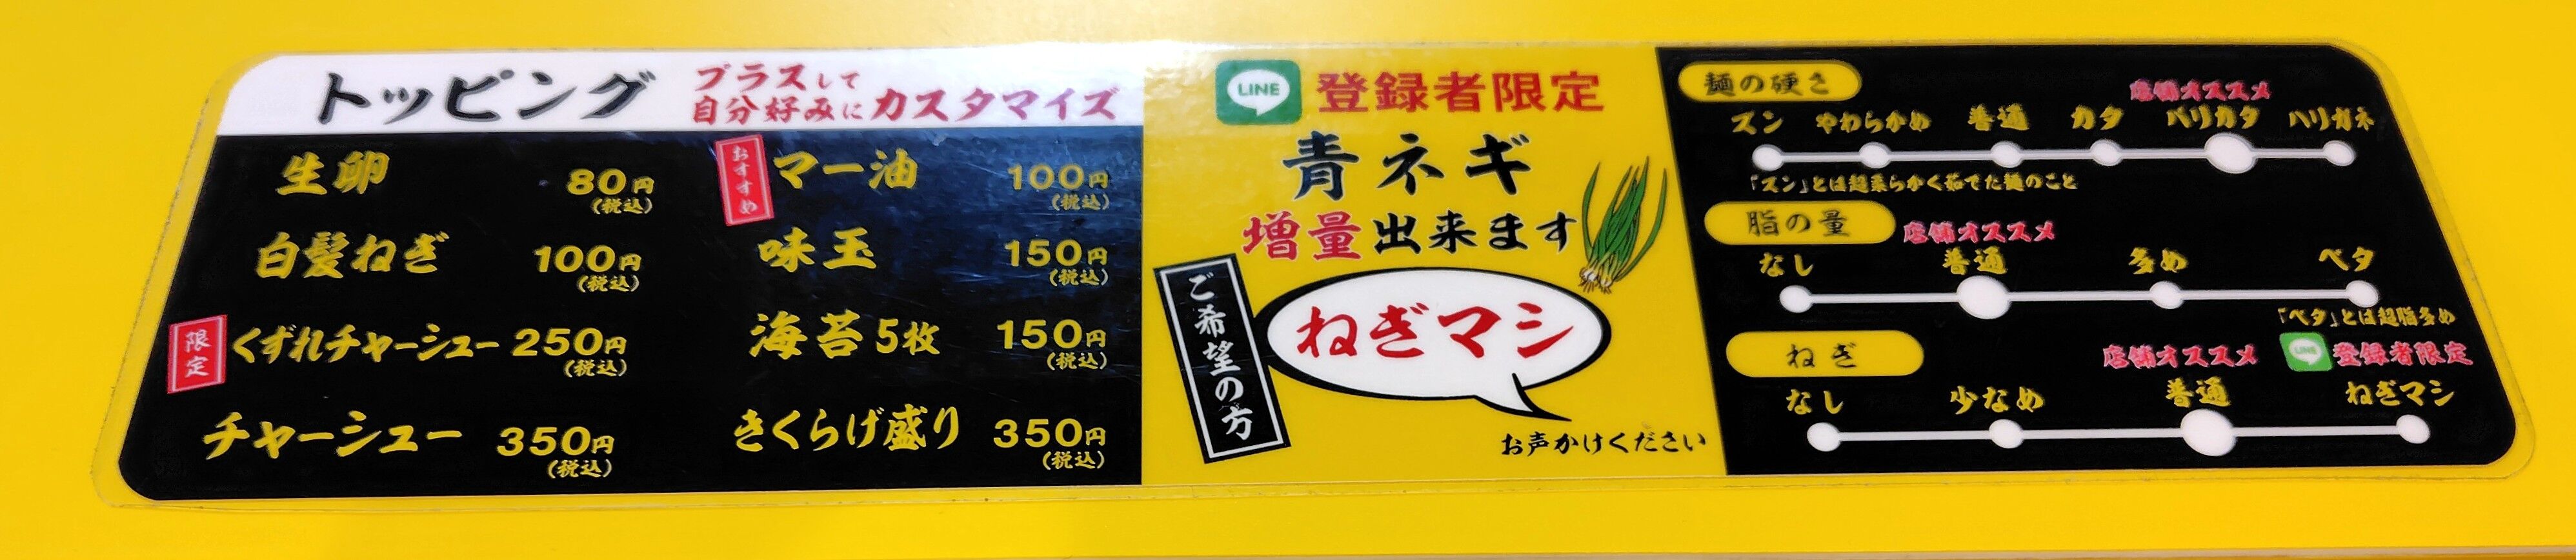 トッピング
プラスして
自分好みにカスタマイズ
生卵 80円
(税込)
白髪ねぎ 100円
(税込)
限定 くずれチャーシュー 250円
(税込)
チャーシュー 350円
(税込)
おすすめ マー油 100円
(税込)
味玉 150円
(税込)
海苔5枚 150円
(税込)
きくらげ盛り 350円
(税込)
LINE 登録者限定
青ネギ
増量出来ます
ご希望の方
ねぎマシ
お声かけください
麺の硬さ
店舗オススメ
ズン やわらかめ 普通 カタ バリカタ ハリガネ
「ズン」とは超柔らかく茹でた麺のこと
脂の量
店舗オススメ
なし 普通 多め ベタ
「ベタ」とは超脂多め
ねぎ
店舗オススメ LINE 登録者限定
なし 少なめ 普通 ねぎマシ